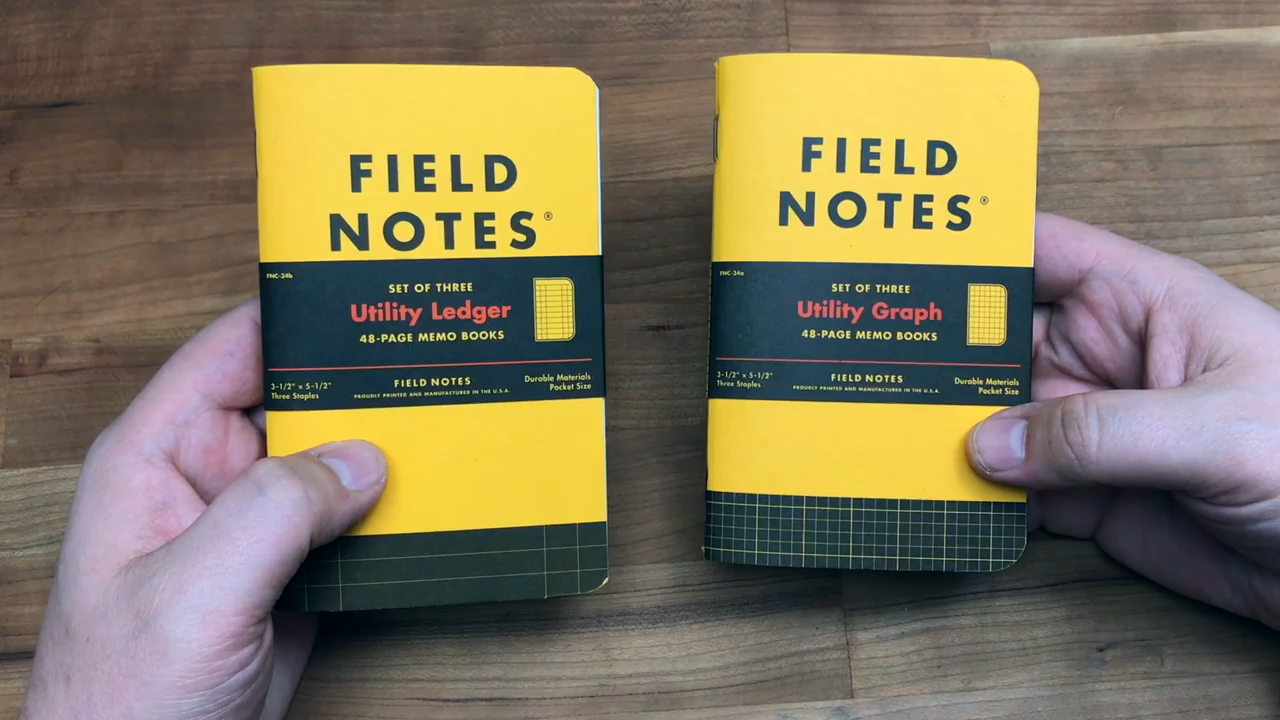 FIELD
NOTES®
FNC-34b
SET OF THREE
Utility Ledger
48-PAGE MEMO BOOKS
3-1/2" x 5-1/2"
Three Staples
FIELD NOTES
PROUDLY PRINTED AND MANUFACTURED IN THE U.S.A.
Durable Materials
Pocket Size
FIELD
NOTES®
FNC-34a
SET OF THREE
Utility Graph
48-PAGE MEMO BOOKS
3-1/2" x 5-1/2"
Three Staples
FIELD NOTES
PROUDLY PRINTED AND MANUFACTURED IN THE U.S.A.
Durable Materials
Pocket Size